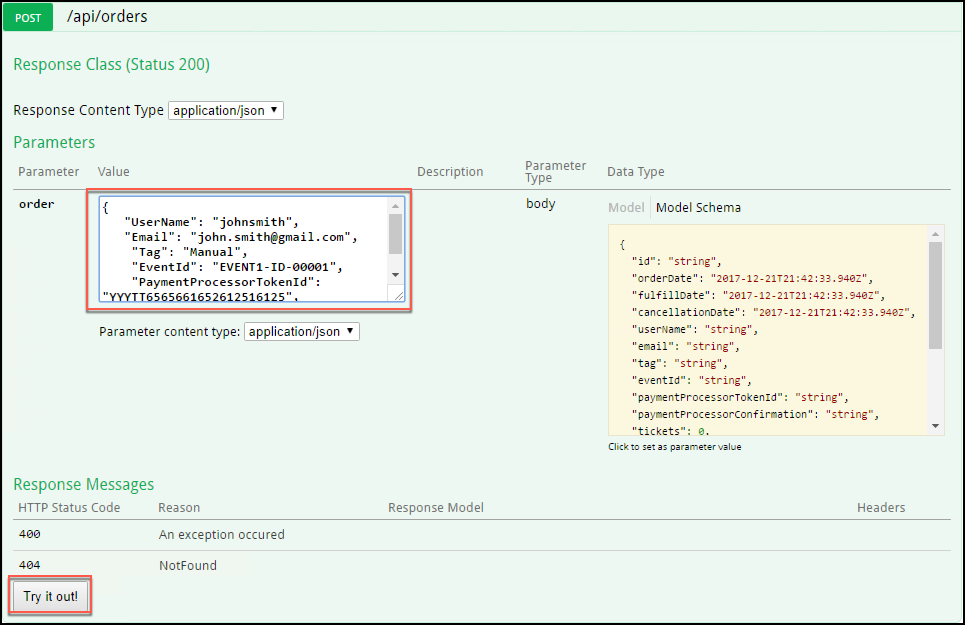 POST /api/orders
Response Class (Status 200)
Response Content Type application/json
Parameters
Parameter Value Description Parameter Type Data Type
order
{
"UserName": "johnsmith",
"Email": "john.smith@gmail.com",
"Tag": "Manual",
"EventId": "EVENT1-ID-00001",
"PaymentProcessorTokenId":
"YYYTT6565661652612516125",
Parameter content type: application/json
body
Model Model Schema
{
"id": "string",
"orderDate": "2017-12-21T21:42:33.940Z",
"fulfillDate": "2017-12-21T21:42:33.940Z",
"cancellationDate": "2017-12-21T21:42:33.940Z",
"userName": "string",
"email": "string",
"tag": "string",
"eventId": "string",
"paymentProcessorTokenId": "string",
"paymentProcessorConfirmation": "string",
"tickets": 0,
Click to set as parameter value
Response Messages
HTTP Status Code Reason Response Model Headers
400 An exception occured
404 NotFound
Try it out!